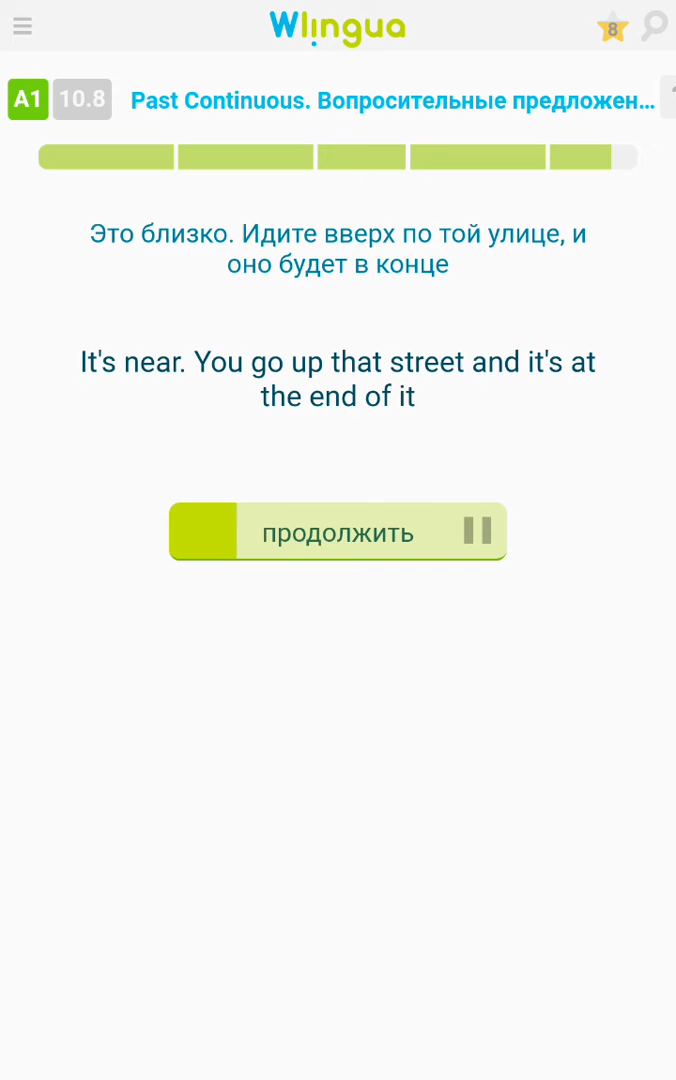 Wlingua
8
A1 10.8 Past Continuous. Вопросительные предложен...
Это близко. Идите вверх по той улице, и
оно будет в конце
It's near. You go up that street and it's at
the end of it
продолжить